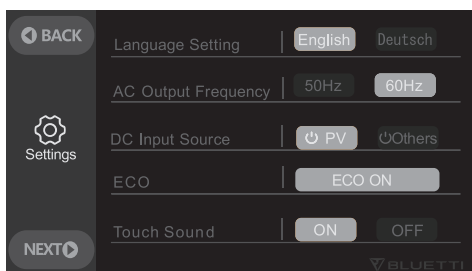 BACK
Language Setting English Deutsch
AC Output Frequency 50Hz 60Hz
Settings
DC Input Source PV Others
ECO ECO ON
Touch Sound ON OFF
NEXT
BLUETTI